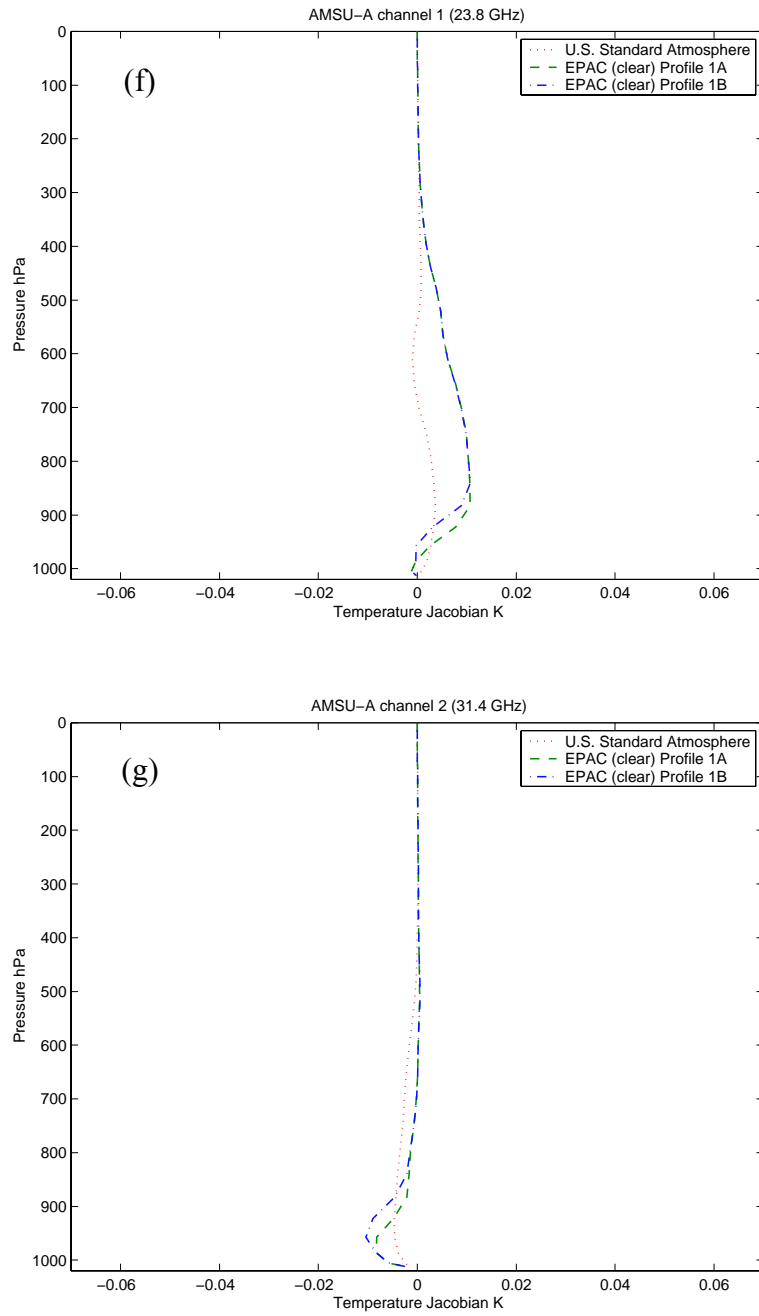 AMSU−A channel 1 (23.8 GHz)
(f)
U.S. Standard Atmosphere
EPAC (clear) Profile 1A
EPAC (clear) Profile 1B
0
100
200
300
400
500
600
700
800
900
1000
Pressure hPa
−0.06 −0.04 −0.02 0 0.02 0.04 0.06
Temperature Jacobian K
AMSU−A channel 2 (31.4 GHz)
(g)
U.S. Standard Atmosphere
EPAC (clear) Profile 1A
EPAC (clear) Profile 1B
0
100
200
300
400
500
600
700
800
900
1000
Pressure hPa
−0.06 −0.04 −0.02 0 0.02 0.04 0.06
Temperature Jacobian K